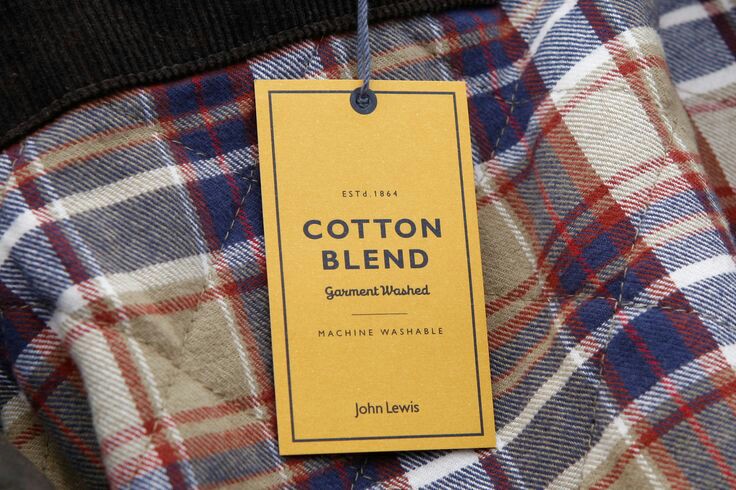 ESTd.1864
COTTON
BLEND
Garment Washed
MACHINE WASHABLE
John Lewis